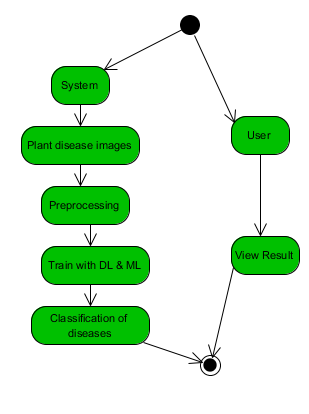 System
Plant disease images
Preprocessing
Train with DL & ML
Classification of
diseases
User
View Result